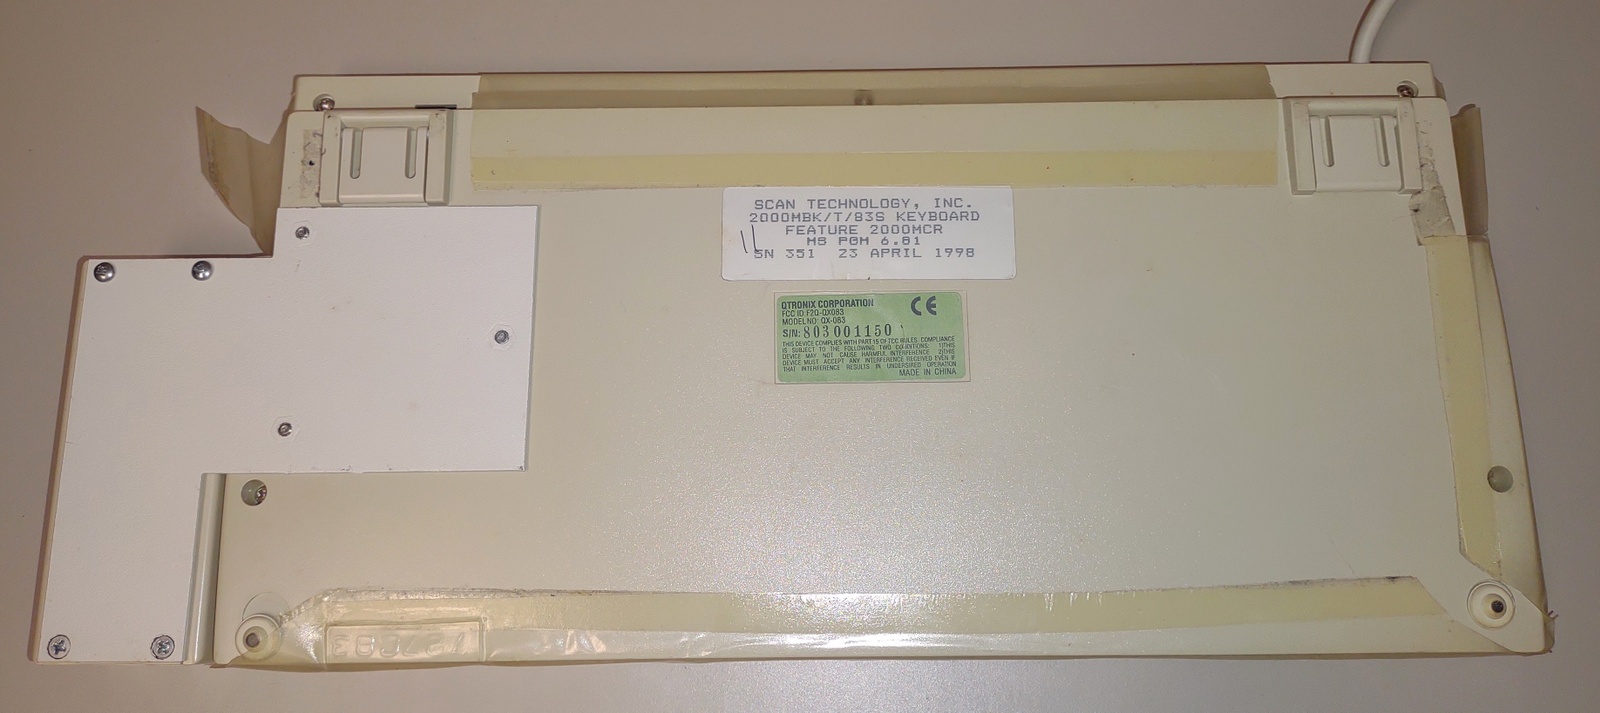 SCAN TECHNOLOGY, INC.
2000MBK/T/83S KEYBOARD
FEATURE 2000MCR
MS PGM 6.01
SN 351 23 APRIL 1998
11
QTRONIX CORPORATION
CE
FCC ID:F2Q-QX083
MODEL NO: QX-083
S/N: 803001150
THIS DEVICE COMPLIES WITH PART 15 OF TCC RULES. COMPLIANCE
IS SUBJECT TO THE FOLLOWING TWO CONDITIONS: 1)THIS
DEVICE MAY NOT CAUSE HARMFUL INTERFERENCE 2)THIS
DEVICE MUST ACCEPT ANY INTERFERENCE RECEIVED EVEN IF
THAT INTERFERENCE RESULTS IN UNDERSIRED OPERATION
MADE IN CHINA